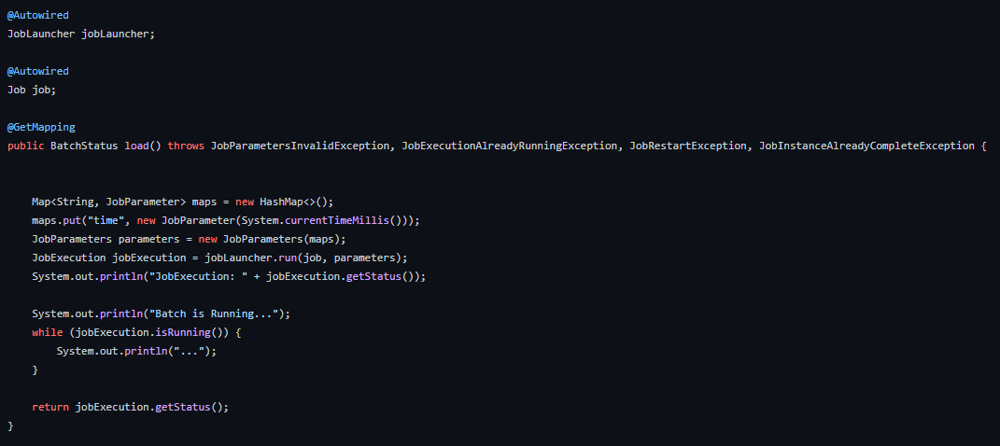 @Autowired
JobLauncher jobLauncher;
@Autowired
Job job;
@GetMapping
public BatchStatus load() throws JobParametersInvalidException, JobExecutionAlreadyRunningException, JobRestartException, JobInstanceAlreadyCompleteException {
    Map<String, JobParameter> maps = new HashMap<>();
    maps.put("time", new JobParameter(System.currentTimeMillis()));
    JobParameters parameters = new JobParameters(maps);
    JobExecution jobExecution = jobLauncher.run(job, parameters);
    System.out.println("JobExecution: " + jobExecution.getStatus());
    System.out.println("Batch is Running...");
    while (jobExecution.isRunning()) {
        System.out.println("...");
    }
    return jobExecution.getStatus();
}